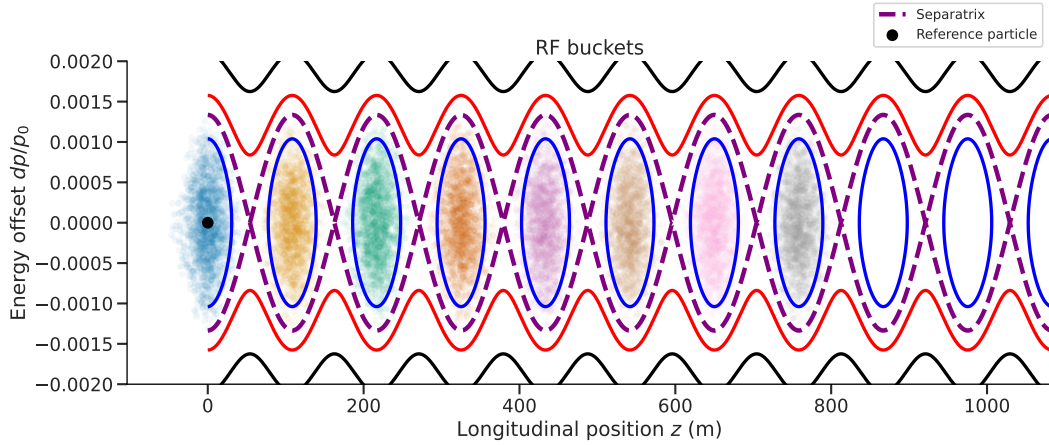 Separatrix
Reference particle
RF buckets
Energy offset dp/p₀
0.0020
0.0015
0.0010
0.0005
0.0000
−0.0005
−0.0010
−0.0015
−0.0020
0 200 400 600 800 1000
Longitudinal position z (m)